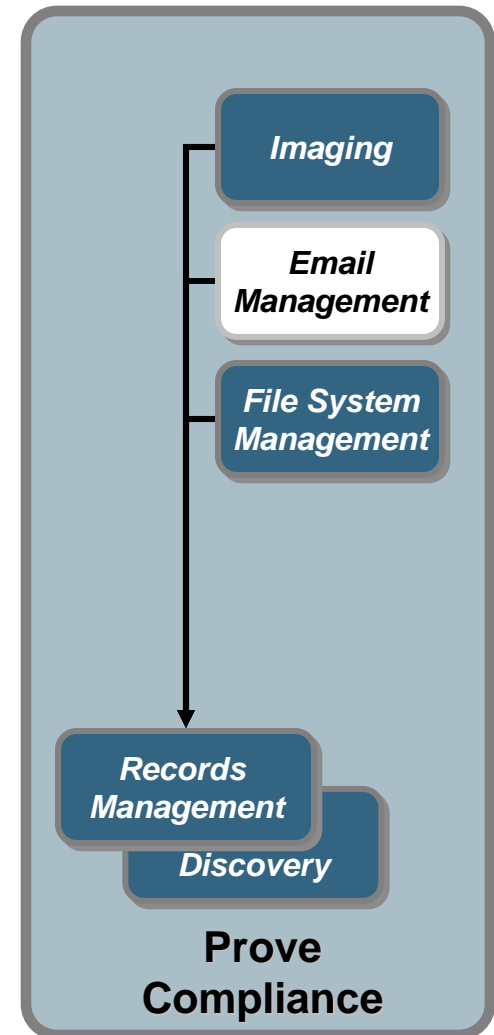 Imaging
Email
Management
File System
Management
Records
Management
Discovery
Prove
Compliance